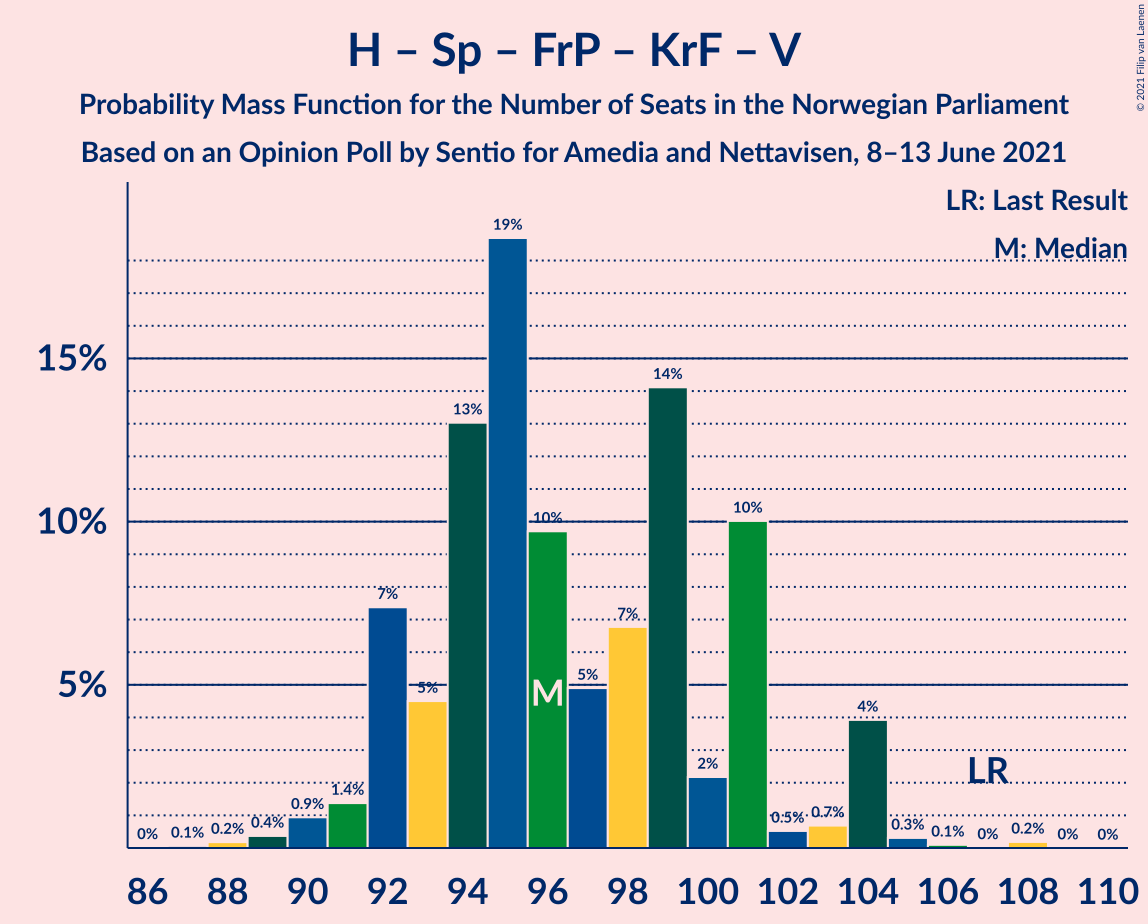 H – Sp – FrP – KrF – V
Probability Mass Function for the Number of Seats in the Norwegian Parliament
Based on an Opinion Poll by Sentio for Amedia and Nettavisen, 8–13 June 2021
© 2021 Filip van Laenen
LR: Last Result
M: Median
19%
15%
14%
13%
10%
10%
10%
7%
7%
5%
5%
5%
M
4%
2%
LR
1.4%
0.9%
0% 0.1% 0.2% 0.4% 0.5% 0.7% 0.3% 0.1% 0% 0.2% 0% 0%
86 88 90 92 94 96 98 100 102 104 106 108 110